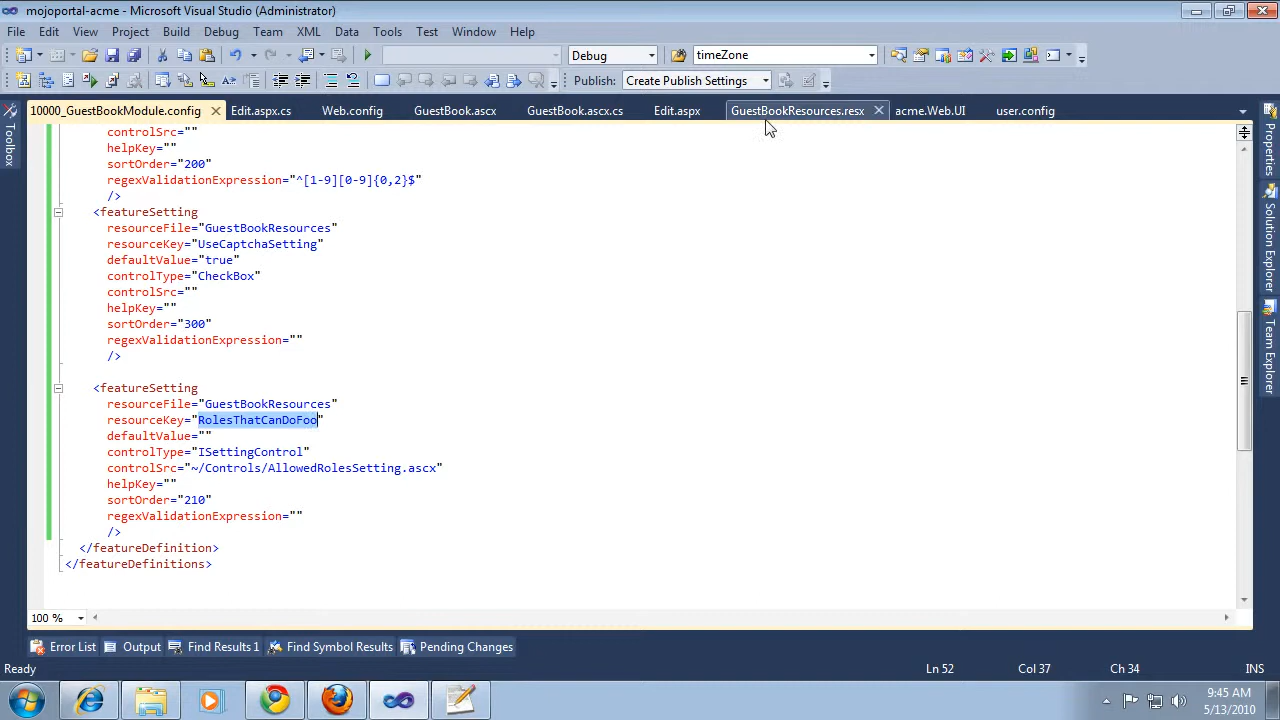 mojoportal-acme - Microsoft Visual Studio (Administrator)
File Edit View Project Build Debug Team XML Data Tools Test Window Help
Debug timeZone
Publish: Create Publish Settings
10000_GuestBookModule.config Edit.aspx.cs Web.config GuestBook.ascx GuestBook.ascx.cs Edit.aspx GuestBookResources.resx acme.Web.UI user.config
Toolbox
controlSrc=""
helpKey=""
sortOrder="200"
regexValidationExpression="^[1-9][0-9]{0,2}$"
/>
<featureSetting
resourceFile="GuestBookResources"
resourceKey="UseCaptchaSetting"
defaultValue="true"
controlType="CheckBox"
controlSrc=""
helpKey=""
sortOrder="300"
regexValidationExpression=""
/>
<featureSetting
resourceFile="GuestBookResources"
resourceKey="RolesThatCanDoFoo"
defaultValue=""
controlType="ISettingControl"
controlSrc="~/Controls/AllowedRolesSetting.ascx"
helpKey=""
sortOrder="210"
regexValidationExpression=""
/>
</featureDefinition>
</featureDefinitions>
Properties
Solution Explorer
Team Explorer
100 %
Error List Output Find Results 1 Find Symbol Results Pending Changes
Ready Ln 52 Col 37 Ch 34 INS
9:45 AM
5/13/2010